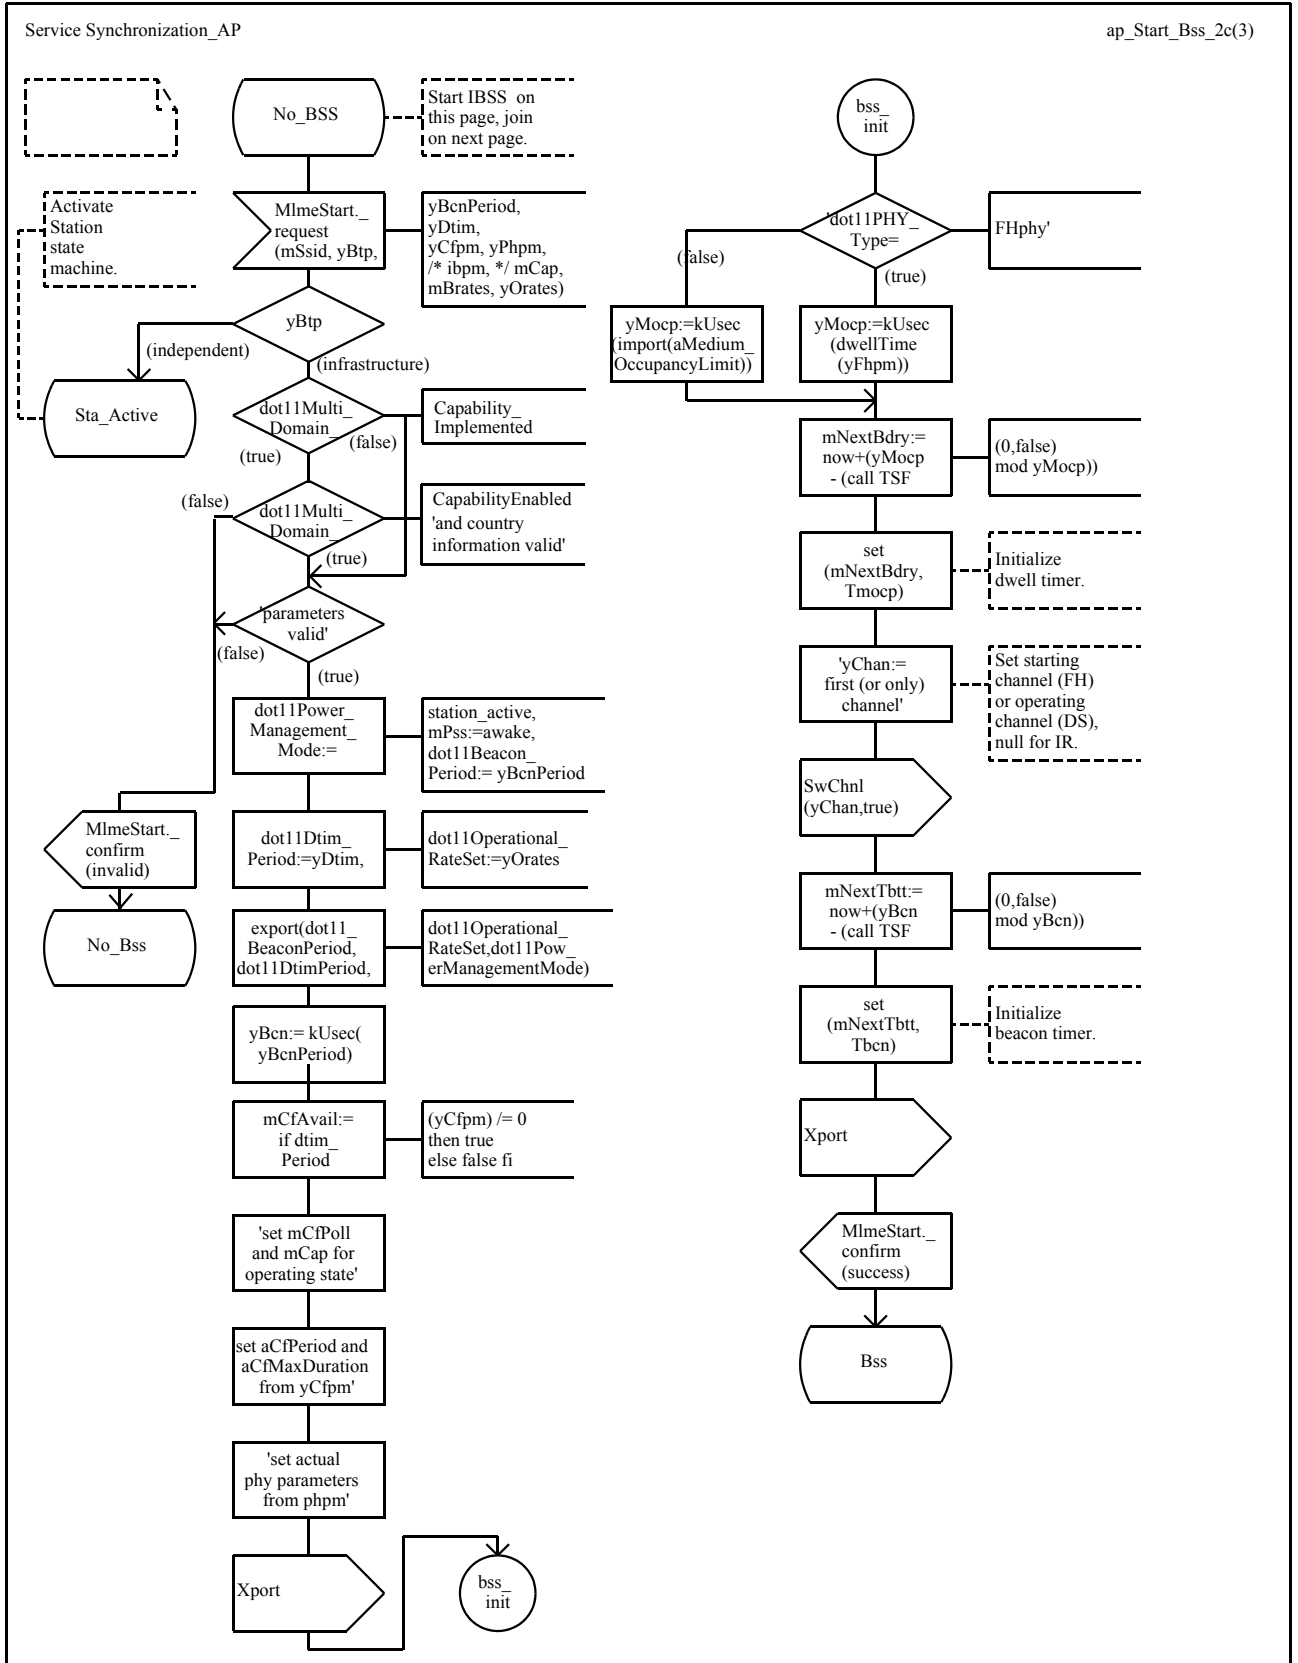 Service Synchronization_AP
ap_Start_Bss_2c(3)
No_BSS
Start IBSS on
this page, join
on next page.
Activate
Station
state
machine.
MlmeStart._
request
(mSsid, yBtp,
yBcnPeriod,
yDtim,
yCfpm, yPhpm,
/* ibpm, */ mCap,
mBrates, yOrates)
yBtp
(independent)
(infrastructure)
Sta_Active
dot11Multi_
Domain_
(false)
(true)
Capability_
Implemented
(false)
dot11Multi_
Domain_
(true)
CapabilityEnabled
'and country
information valid'
'parameters
valid'
(false)
(true)
dot11Power_
Management_
Mode:=
station_active,
mPss:=awake,
dot11Beacon_
Period:= yBcnPeriod
MlmeStart._
confirm
(invalid)
No_Bss
dot11Dtim_
Period:=yDtim,
dot11Operational_
RateSet:=yOrates
export(dot11_
BeaconPeriod,
dot11DtimPeriod,
dot11Operational_
RateSet,dot11Pow_
erManagementMode)
yBcn:= kUsec(
yBcnPeriod)
mCfAvail:=
if dtim_
Period
(yCfpm) /= 0
then true
else false fi
'set mCfPoll
and mCap for
operating state'
set aCfPeriod and
aCfMaxDuration
from yCfpm'
'set actual
phy parameters
from phpm'
Xport
bss_
init
bss_
init
'dot11PHY_
Type=
FHphy'
(false)
(true)
yMocp:=kUsec
(import(aMedium_
OccupancyLimit))
yMocp:=kUsec
(dwellTime
(yFhpm))
mNextBdry:=
now+(yMocp
- (call TSF
(0,false)
mod yMocp))
set
(mNextBdry,
Tmocp)
Initialize
dwell timer.
'yChan:=
first (or only)
channel'
Set starting
channel (FH)
or operating
channel (DS),
null for IR.
SwChnl
(yChan,true)
mNextTbtt:=
now+(yBcn
- (call TSF
(0,false)
mod yBcn))
set
(mNextTbtt,
Tbcn)
Initialize
beacon timer.
Xport
MlmeStart._
confirm
(success)
Bss